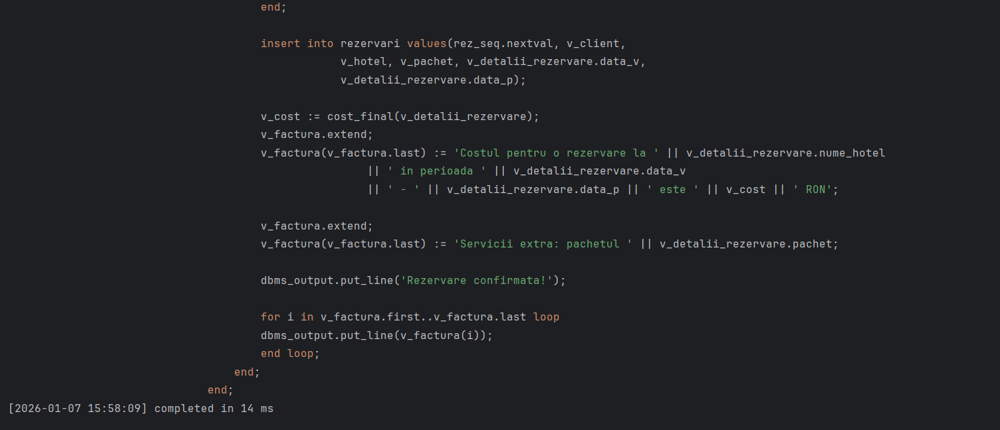 end;
insert into rezervari values(rez_seq.nextval, v_client,
v_hotel, v_pachet, v_detalii_rezervare.data_v,
v_detalii_rezervare.data_p);
v_cost := cost_final(v_detalii_rezervare);
v_factura.extend;
v_factura(v_factura.last) := 'Costul pentru o rezervare la ' || v_detalii_rezervare.nume_hotel
|| ' in perioada ' || v_detalii_rezervare.data_v
|| ' - ' || v_detalii_rezervare.data_p || ' este ' || v_cost || ' RON';
v_factura.extend;
v_factura(v_factura.last) := 'Servicii extra: pachetul ' || v_detalii_rezervare.pachet;
dbms_output.put_line('Rezervare confirmata!');
for i in v_factura.first..v_factura.last loop
dbms_output.put_line(v_factura(i));
end loop;
end;
end;
[2026-01-07 15:58:09] completed in 14 ms